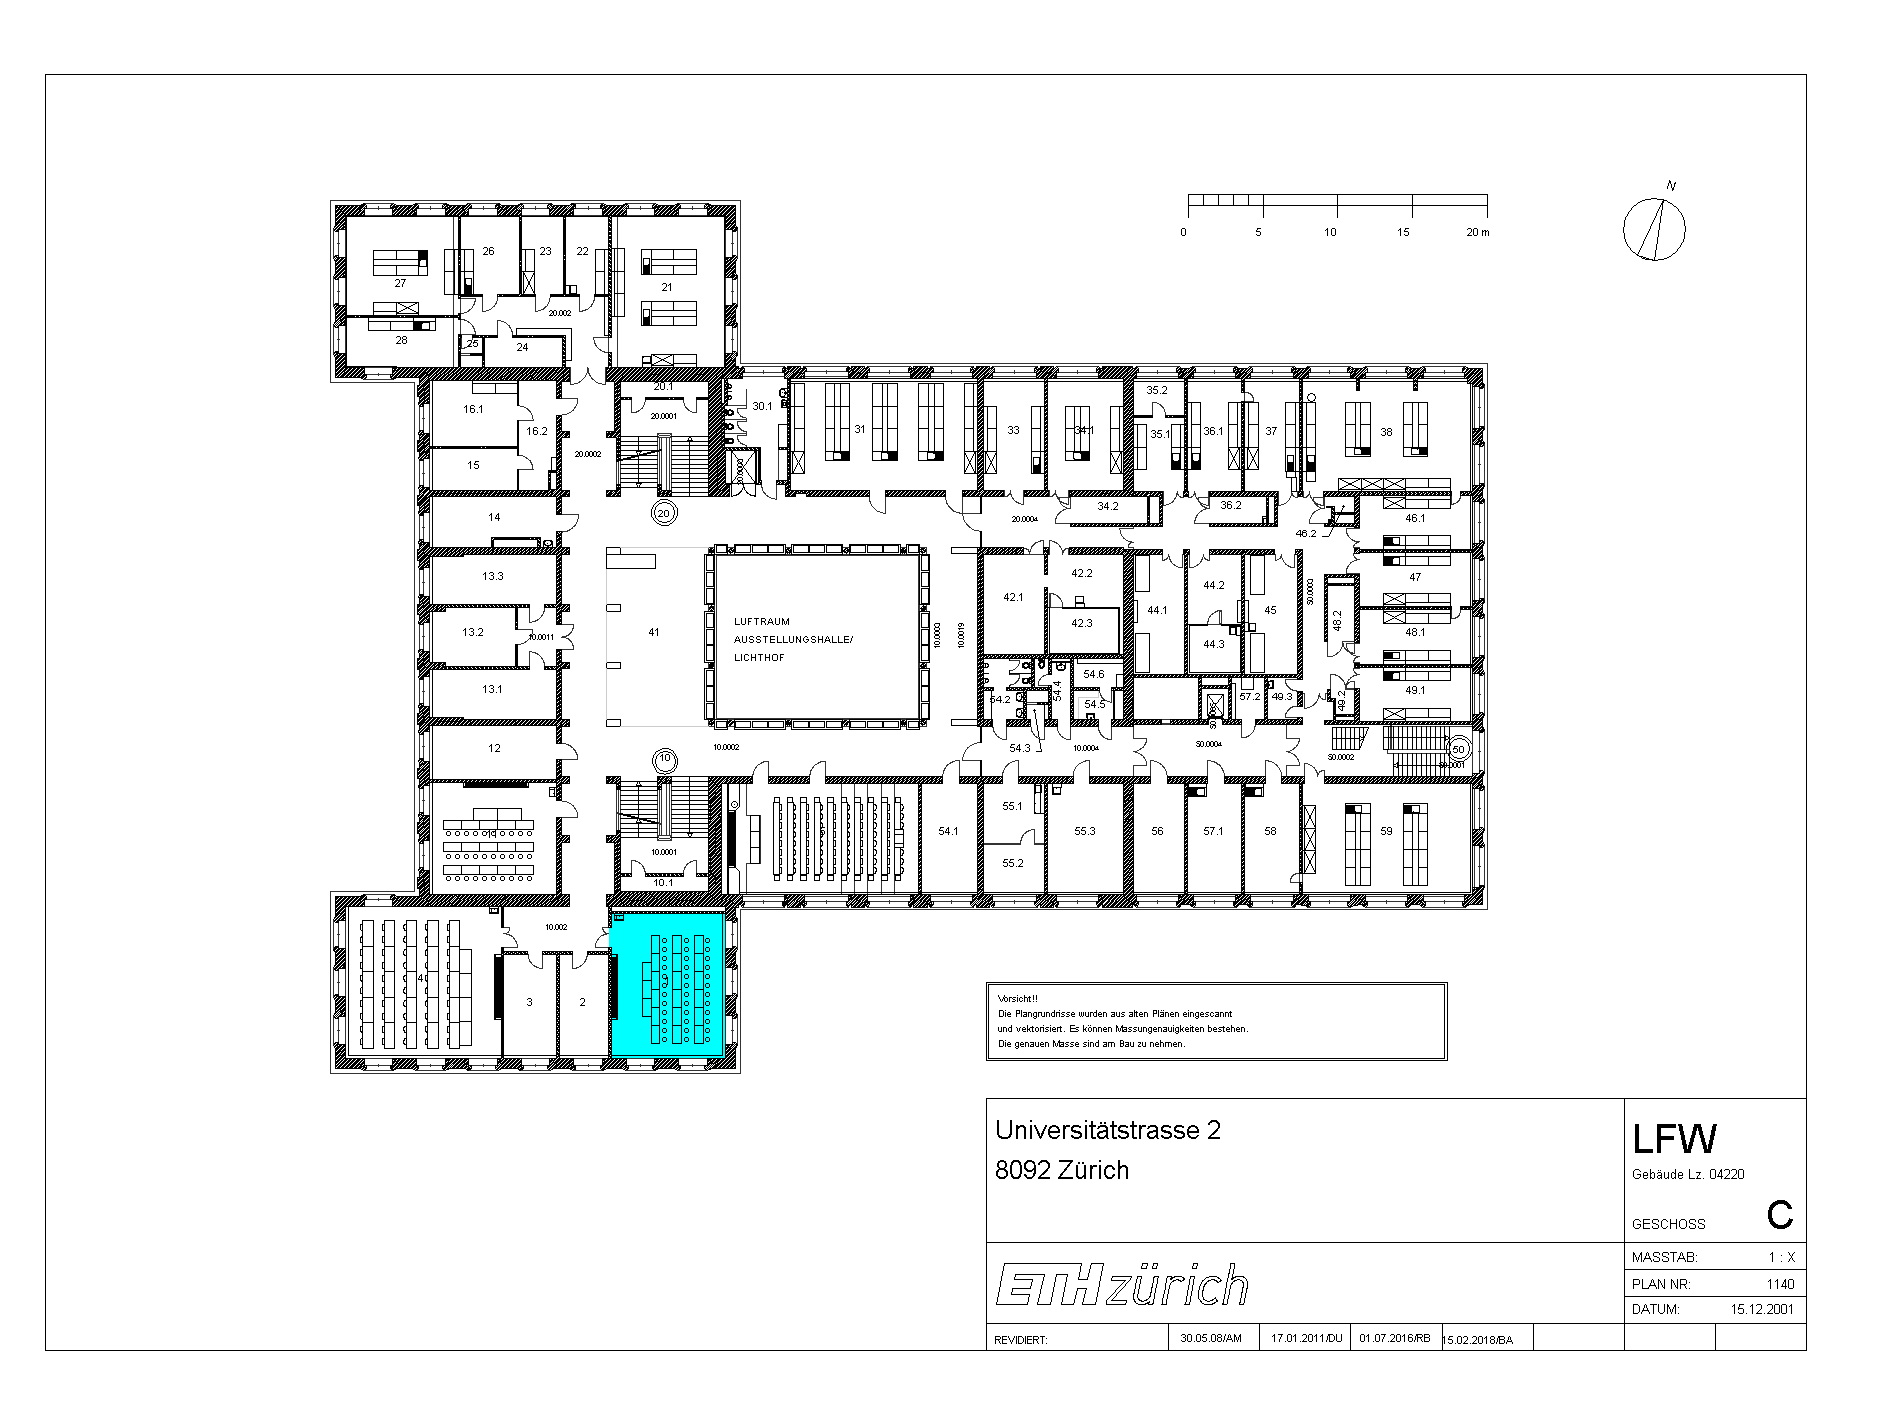 N
0 5 10 15 20 m
26 23 22
27 21
20.002
28 25 24
20.1
16.1 30.1
20.0001
16.2 31 33 34.1 35.2 35.1 36.1 37 38
20.0002
15
20.0000
14 20 20.0004 34.2 36.2 46.1
46.2
13.3 42.2 44.2 47
42.1 44.1 45 50.0003
LUFTRAUM
AUSSTELLUNGSHALLE/
LICHTHOF
13.2 10.0011 41 10.0003 10.0019 42.3 48.2 48.1
44.3
13.1 54.6 49.1
54.2 54.4 54.5 57.2 49.3 49.2
12 10.0002 54.3 10.0004 50.0004 50.0002 50 50.0001
10
55.1
54.1 55.3 56 57.1 58 59
10.0001
55.2
10.1
10.002
4 3 2 1
Vorsicht!!
Die Plangrundrisse wurden aus alten Plänen eingescannt
und vektorisiert. Es können Massungenauigkeiten bestehen.
Die genauen Masse sind am Bau zu nehmen.
Universitätstrasse 2
8092 Zürich
LFW
Gebäude Lz. 04220
GESCHOSS C
ETH zürich
MASSTAB: 1 : X
PLAN NR: 1140
DATUM: 15.12.2001
REVIDIERT: 30.05.08/AM 17.01.2011/DU 01.07.2016/RB 15.02.2018/BA